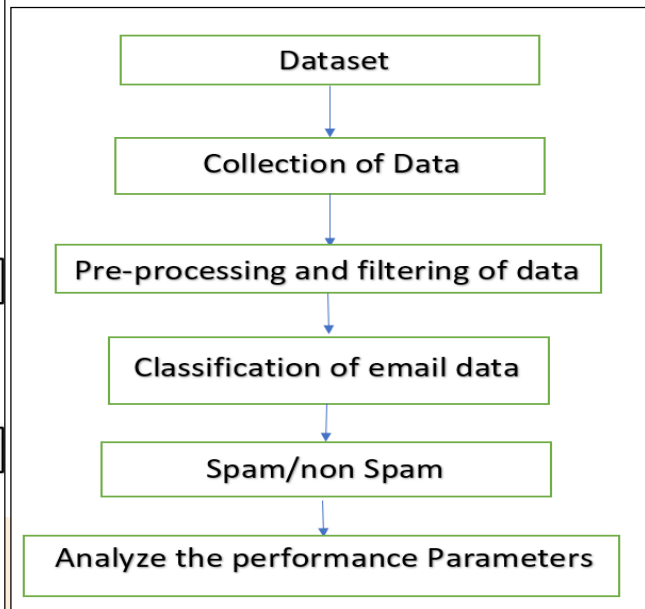 Dataset
Collection of Data
Pre-processing and filtering of data
Classification of email data
Spam/non Spam
Analyze the performance Parameters